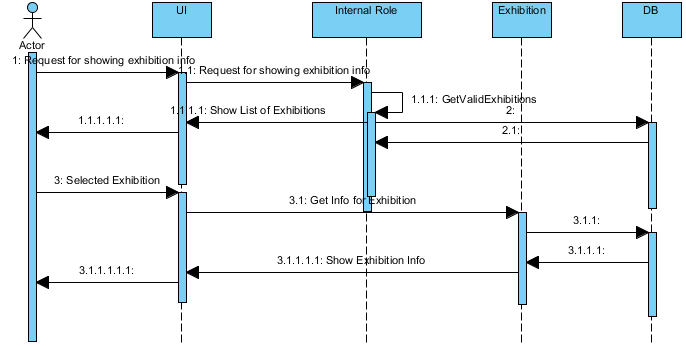 UI
Internal Role
Exhibition
DB
Actor
1: Request for showing exhibition info
1.1: Request for showing exhibition info
1.1.1: GetValidExhibitions
1.1.1.1: Show List of Exhibitions
2:
1.1.1.1.1:
2.1:
3: Selected Exhibition
3.1: Get Info for Exhibition
3.1.1:
3.1.1.1:
3.1.1.1.1: Show Exhibition Info
3.1.1.1.1.1: